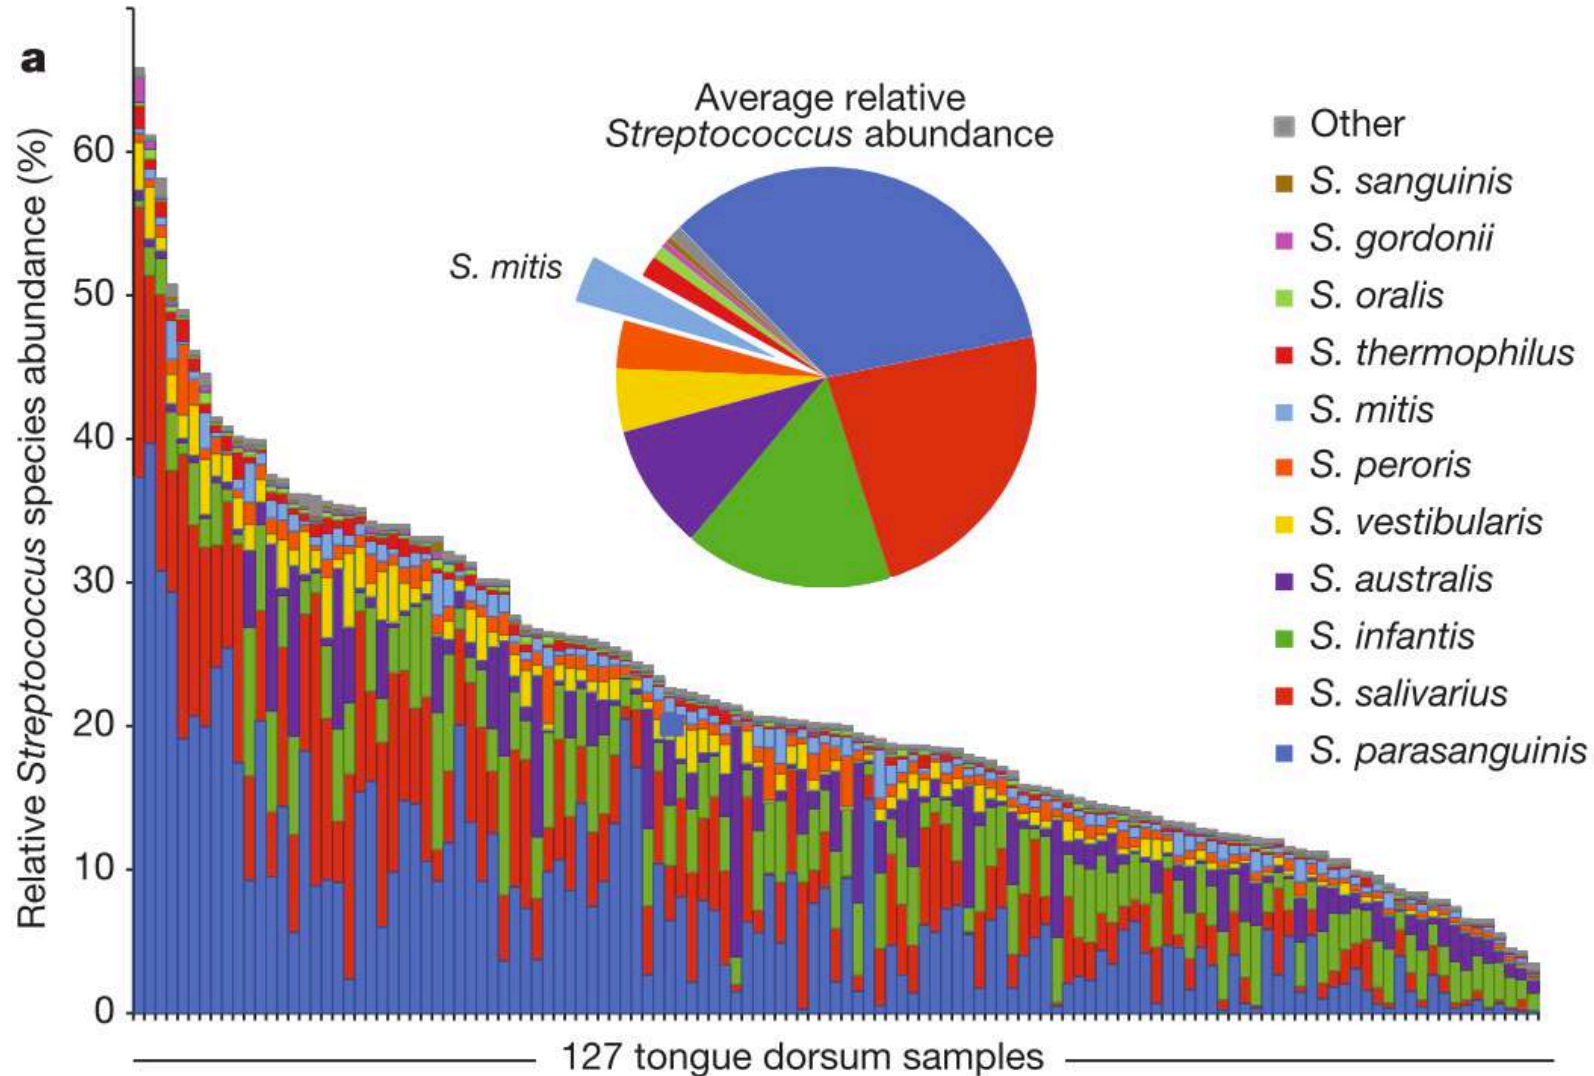 a
Average relative
Streptococcus abundance
S. mitis
Other
S. sanguinis
S. gordonii
S. oralis
S. thermophilus
S. mitis
S. peroris
S. vestibularis
S. australis
S. infantis
S. salivarius
S. parasanguinis
Relative Streptococcus species abundance (%)
60
50
40
30
20
10
0
127 tongue dorsum samples